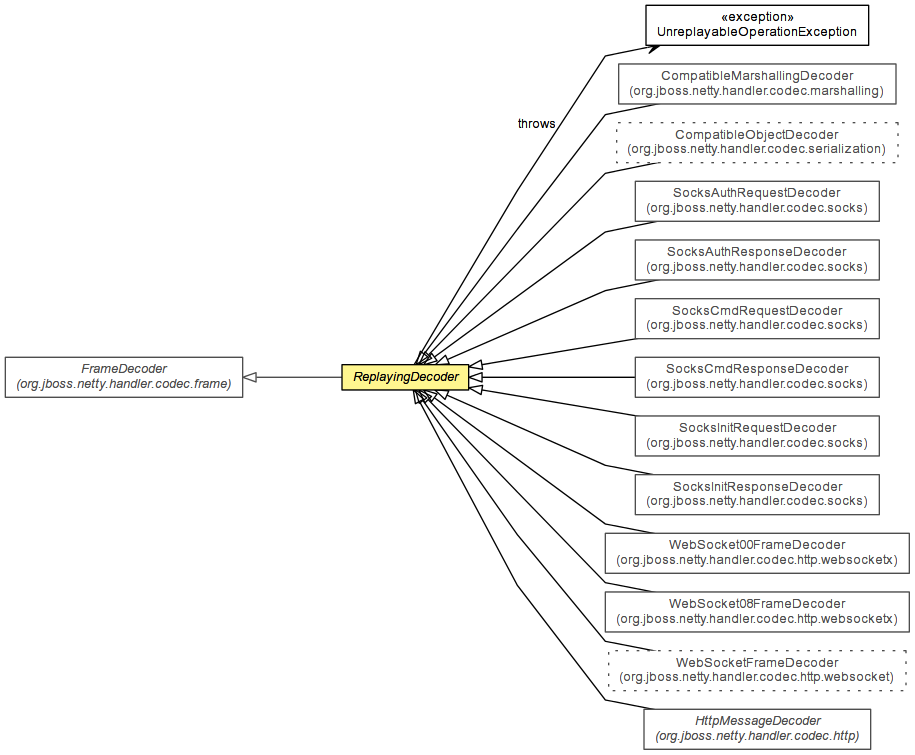 «exception»
UnreplayableOperationException
CompatibleMarshallingDecoder
(org.jboss.netty.handler.codec.marshalling)
throws
CompatibleObjectDecoder
(org.jboss.netty.handler.codec.serialization)
SocksAuthRequestDecoder
(org.jboss.netty.handler.codec.socks)
SocksAuthResponseDecoder
(org.jboss.netty.handler.codec.socks)
SocksCmdRequestDecoder
(org.jboss.netty.handler.codec.socks)
FrameDecoder
(org.jboss.netty.handler.codec.frame)
ReplayingDecoder
SocksCmdResponseDecoder
(org.jboss.netty.handler.codec.socks)
SocksInitRequestDecoder
(org.jboss.netty.handler.codec.socks)
SocksInitResponseDecoder
(org.jboss.netty.handler.codec.socks)
WebSocket00FrameDecoder
(org.jboss.netty.handler.codec.http.websocketx)
WebSocket08FrameDecoder
(org.jboss.netty.handler.codec.http.websocketx)
WebSocketFrameDecoder
(org.jboss.netty.handler.codec.http.websocket)
HttpMessageDecoder
(org.jboss.netty.handler.codec.http)